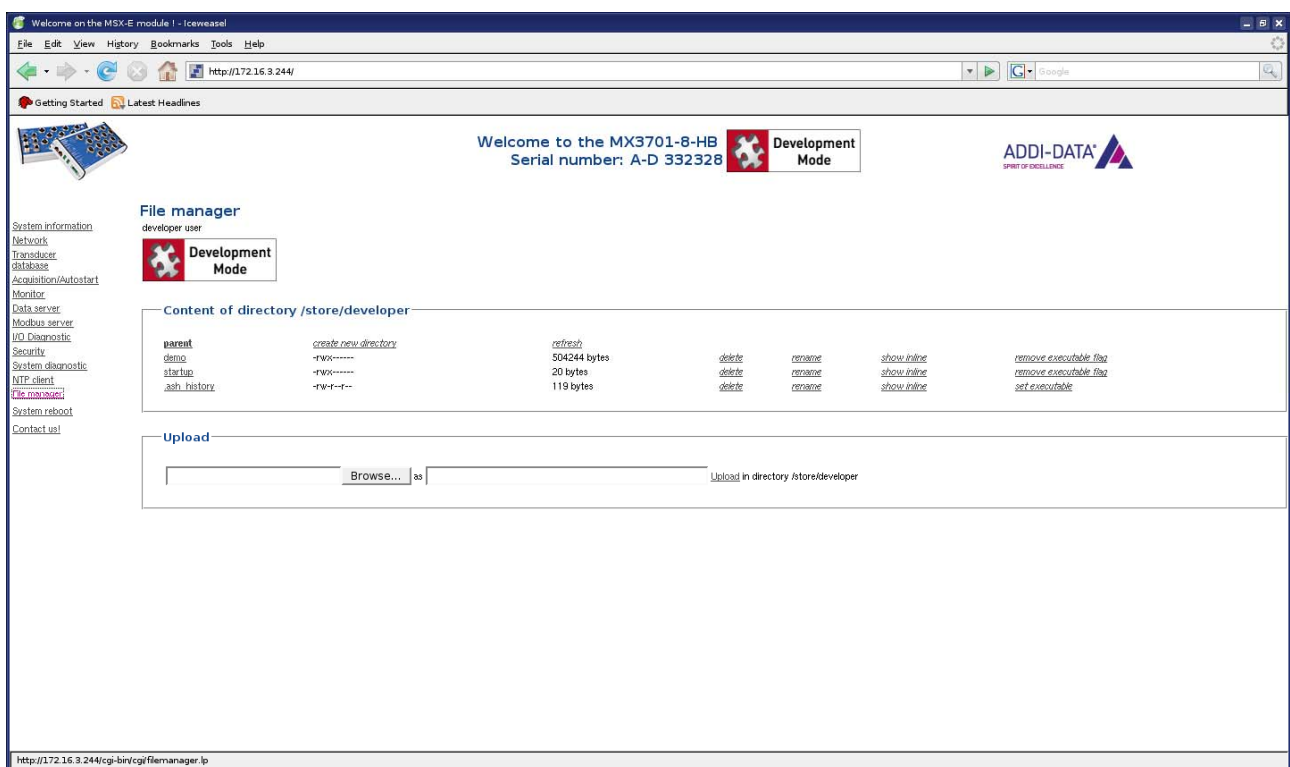 Welcome on the MSX-E module ! - Iceweasel
File Edit View History Bookmarks Tools Help
http://172.16.3.244/
Google
Getting Started Latest Headlines
Welcome to the MX3701-8-HB
Serial number: A-D 332328
Development
Mode
ADDI-DATA
SPIRIT OF EXCELLENCE
System information
Network
Transducer
database
Acquisition/Autostart
Monitor
Data server
Modbus server
I/O Diagnostic
Security
System diagnostic
NTP client
File manager
System reboot
Contact us!
File manager
developer user
Development
Mode
Content of directory /store/developer
parent create new directory refresh
demo -rwx------ 504244 bytes delete rename show inline remove executable flag
startup -rwx------ 20 bytes delete rename show inline remove executable flag
.ash_history -rw-r--r-- 119 bytes delete rename show inline set executable
Upload
Browse... as Upload in directory /store/developer
http://172.16.3.244/cgi-bin/cgi/filemanager.lp